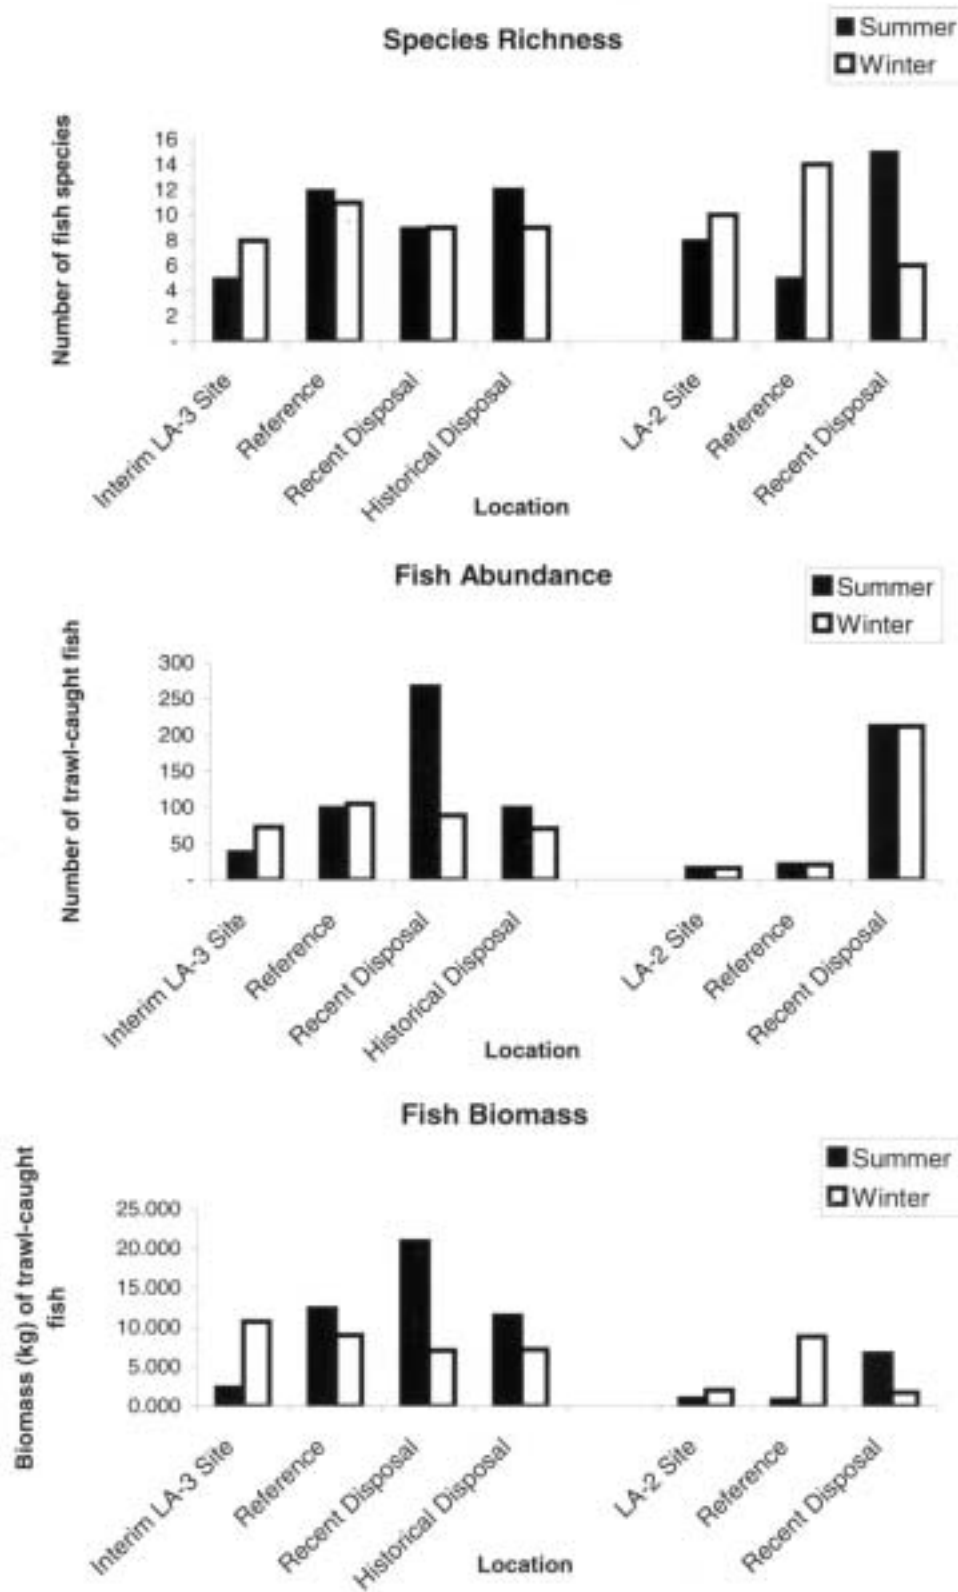 Species Richness
Summer
Winter
Number of fish species
16
14
12
10
8
6
4
2
-
Interim LA-3 Site
Reference
Recent Disposal
Historical Disposal
LA-2 Site
Reference
Recent Disposal
Location
Fish Abundance
Summer
Winter
Number of trawl-caught fish
300
250
200
150
100
50
-
Interim LA-3 Site
Reference
Recent Disposal
Historical Disposal
LA-2 Site
Reference
Recent Disposal
Location
Fish Biomass
Summer
Winter
Biomass (kg) of trawl-caught
fish
25.000
20.000
15.000
10.000
5.000
0.000
Interim LA-3 Site
Reference
Recent Disposal
Historical Disposal
LA-2 Site
Reference
Recent Disposal
Location